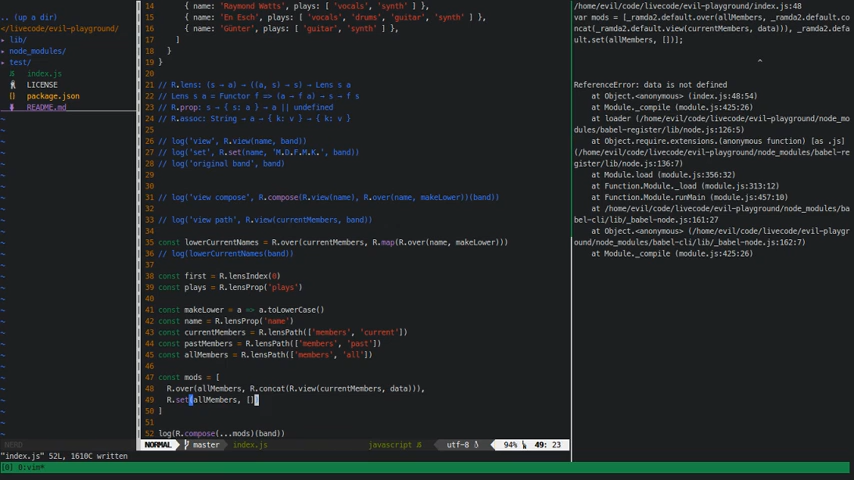 .. (up a dir)
</livecode/evil-playground/
▸ lib/
▸ node_modules/
▸ test/
index.js
LICENSE
package.json
README.md
~
NERD
14 { name: 'Raymond Watts', plays: [ 'vocals', 'synth' ] },
15 { name: 'En Esch', plays: [ 'vocals', 'drums', 'guitar', 'synth' ] },
16 { name: 'Günter', plays: [ 'guitar', 'synth' ] },
17 ]
18 }
19 }
20
21 // R.lens: (s → a) → ((a, s) → s) → Lens s a
22 // Lens s a = Functor f => (a → f a) → s → f s
23 // R.prop: s → { s: a } → a || undefined
24 // R.assoc: String → a → { k: v } → { k: v }
25
26 // log('view', R.view(name, band))
27 // log('set', R.set(name, 'M.D.F.M.K.', band))
28 // log('original band', band)
29
30
31 // log('view compose', R.compose(R.view(name), R.over(name, makeLower))(band))
32
33 // log('view path', R.view(currentMembers, band))
34
35 const lowerCurrentNames = R.over(currentMembers, R.map(R.over(name, makeLower)))
36 // log(lowerCurrentNames(band))
37
38 const first = R.lensIndex(0)
39 const plays = R.lensProp('plays')
40
41 const makeLower = a => a.toLowerCase()
42 const name = R.lensProp('name')
43 const currentMembers = R.lensPath(['members', 'current'])
44 const pastMembers = R.lensPath(['members', 'past'])
45 const allMembers = R.lensPath(['members', 'all'])
46
47 const mods = [
48 R.over(allMembers, R.concat(R.view(currentMembers, data))),
49 R.set(allMembers, [])
50 ]
51
52 log(R.compose(...mods)(band))
NORMAL master index.js javascript utf-8 94% 49: 23
"index.js" 52L, 1610C written
[0] 0:vim*
/home/evil/code/livecode/evil-playground/index.js:48
var mods = [_ramda2.default.over(allMembers, _ramda2.default.co
ncat(_ramda2.default.view(currentMembers, data))), _ramda2.defa
ult.set(allMembers, [])];
^
ReferenceError: data is not defined
at Object.<anonymous> (index.js:48:54)
at Module._compile (module.js:425:26)
at loader (/home/evil/code/livecode/evil-playground/node_mo
dules/babel-register/lib/node.js:126:5)
at Object.require.extensions.(anonymous function) [as .js]
(/home/evil/code/livecode/evil-playground/node_modules/babel-re
gister/lib/node.js:136:7)
at Module.load (module.js:356:32)
at Function.Module._load (module.js:313:12)
at Function.Module.runMain (module.js:457:10)
at /home/evil/code/livecode/evil-playground/node_modules/ba
bel-cli/lib/_babel-node.js:161:27
at Object.<anonymous> (/home/evil/code/livecode/evil-playgr
ound/node_modules/babel-cli/lib/_babel-node.js:162:7)
at Module._compile (module.js:425:26)